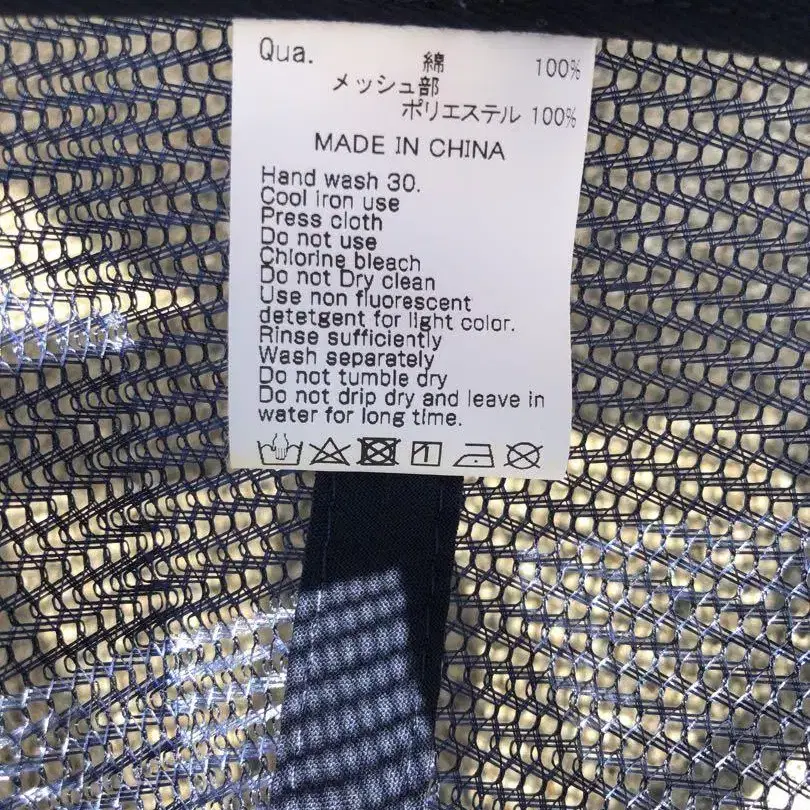 Qua. 綿 100%
メッシュ部
ポリエステル 100%
MADE IN CHINA
Hand wash 30.
Cool iron use
Press cloth
Do not use
Chlorine bleach
Do not Dry clean
Use non fluorescent
detetgent for light color.
Rinse sufficiently
Wash separately
Do not tumble dry
Do not drip dry and leave in
water for long time.